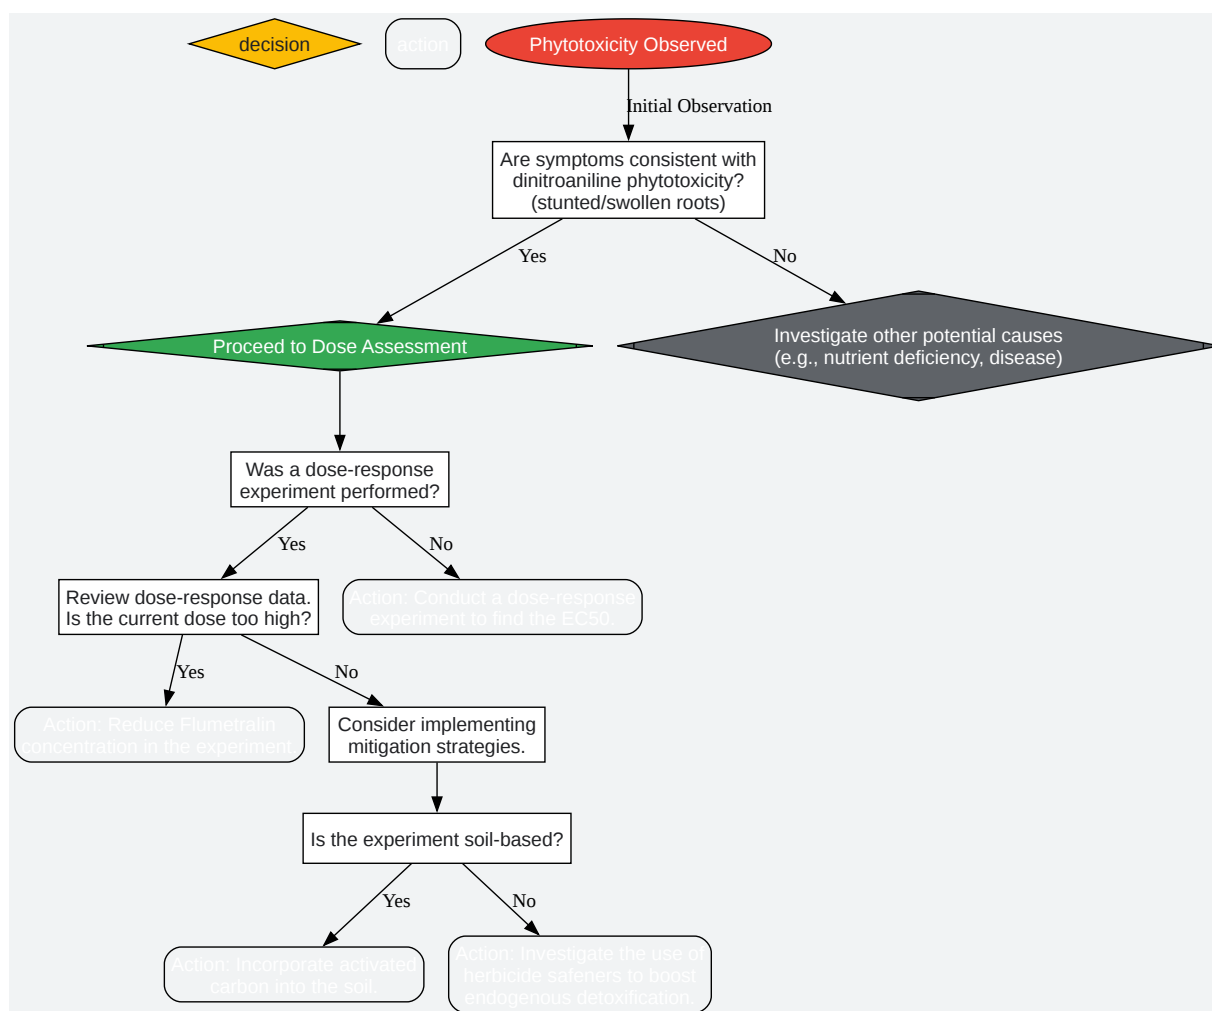 decision
action
Phytotoxicity Observed
Initial Observation
Are symptoms consistent with
dinitroaniline phytotoxicity?
(stunted/swollen roots)
Yes
No
Proceed to Dose Assessment
Investigate other potential causes
(e.g., nutrient deficiency, disease)
Was a dose-response
experiment performed?
Yes
No
Review dose-response data.
Is the current dose too high?
Action: Conduct a dose-response
experiment to find the EC50.
Yes
No
Action: Reduce Flumetralin
concentration in the experiment.
Consider implementing
mitigation strategies.
Is the experiment soil-based?
Yes
No
Action: Incorporate activated
carbon into the soil.
Action: Investigate the use of
herbicide safeners to boost
endogenous detoxification.